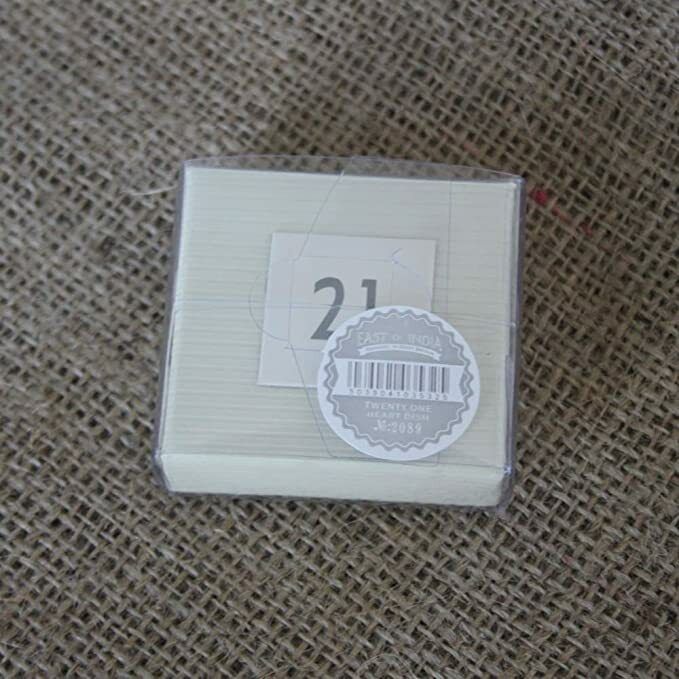 21
EAST OF INDIA
TWENTY ONE
HEART DISH
№:2089